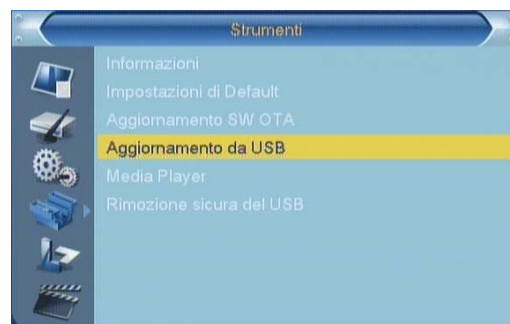 Strumenti
Informazioni
Impostazioni di Default
Aggiornamento SW OTA
Aggiornamento da USB
Media Player
Rimozione sicura del USB